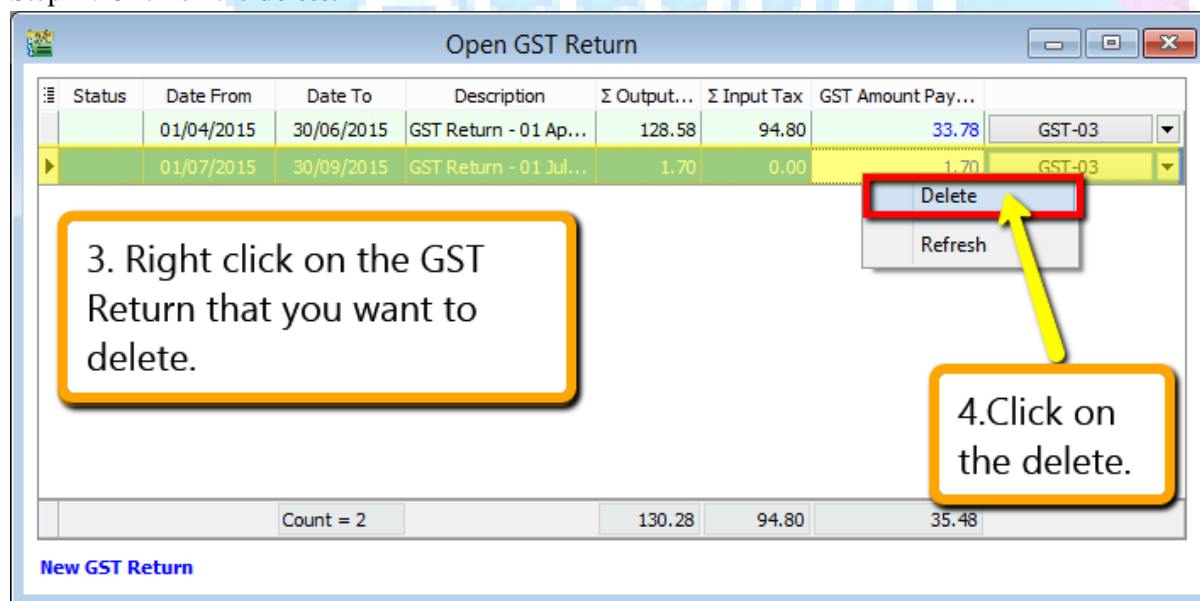 Open GST Return
Status Date From Date To Description Σ Output... Σ Input Tax GST Amount Pay...
01/04/2015 30/06/2015 GST Return - 01 Ap... 128.58 94.80 33.78 GST-03
01/07/2015 30/09/2015 GST Return - 01 Jul... 1.70 0.00 1.70 GST-03
Delete
Refresh
3. Right click on the GST
Return that you want to
delete.
4.Click on
the delete.
Count = 2 130.28 94.80 35.48
New GST Return